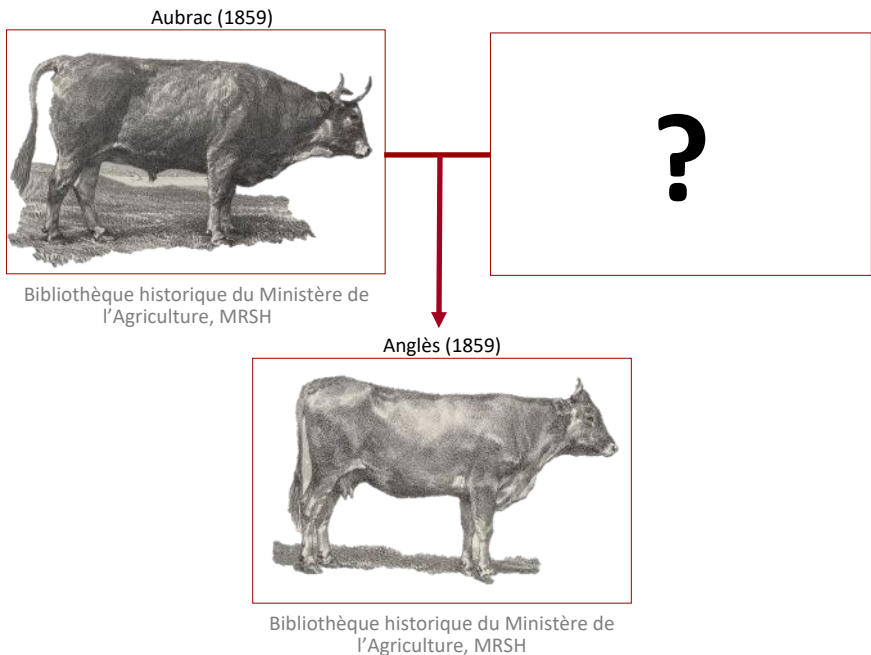 Aubrac (1859)
?
Bibliothèque historique du Ministère de
l’Agriculture, MRSH
Anglès (1859)
Bibliothèque historique du Ministère de
l’Agriculture, MRSH